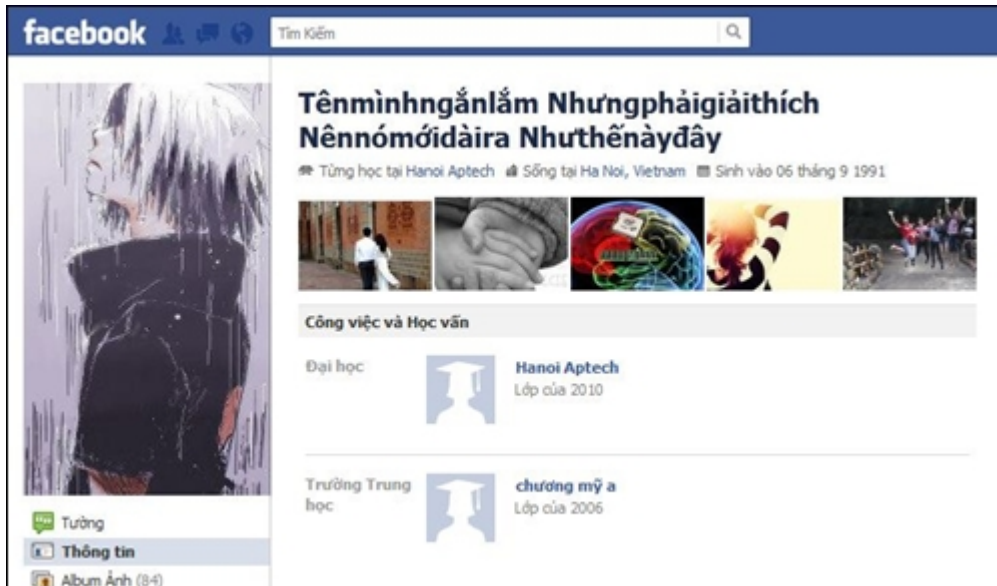 facebook
Tìm Kiếm
Tênmìnhngắnlắm Nhưngphảigiảithích
Nênnómớidàira Nhưthếnàyđây
Từng học tại Hanoi Aptech Sống tại Ha Noi, Vietnam Sinh vào 06 tháng 9 1991
Công việc và Học vấn
Đại học
Hanoi Aptech
Lớp của 2010
Trường Trung
học
chương mỹ a
Lớp của 2006
Tường
Thông tin
Album Ảnh (84)